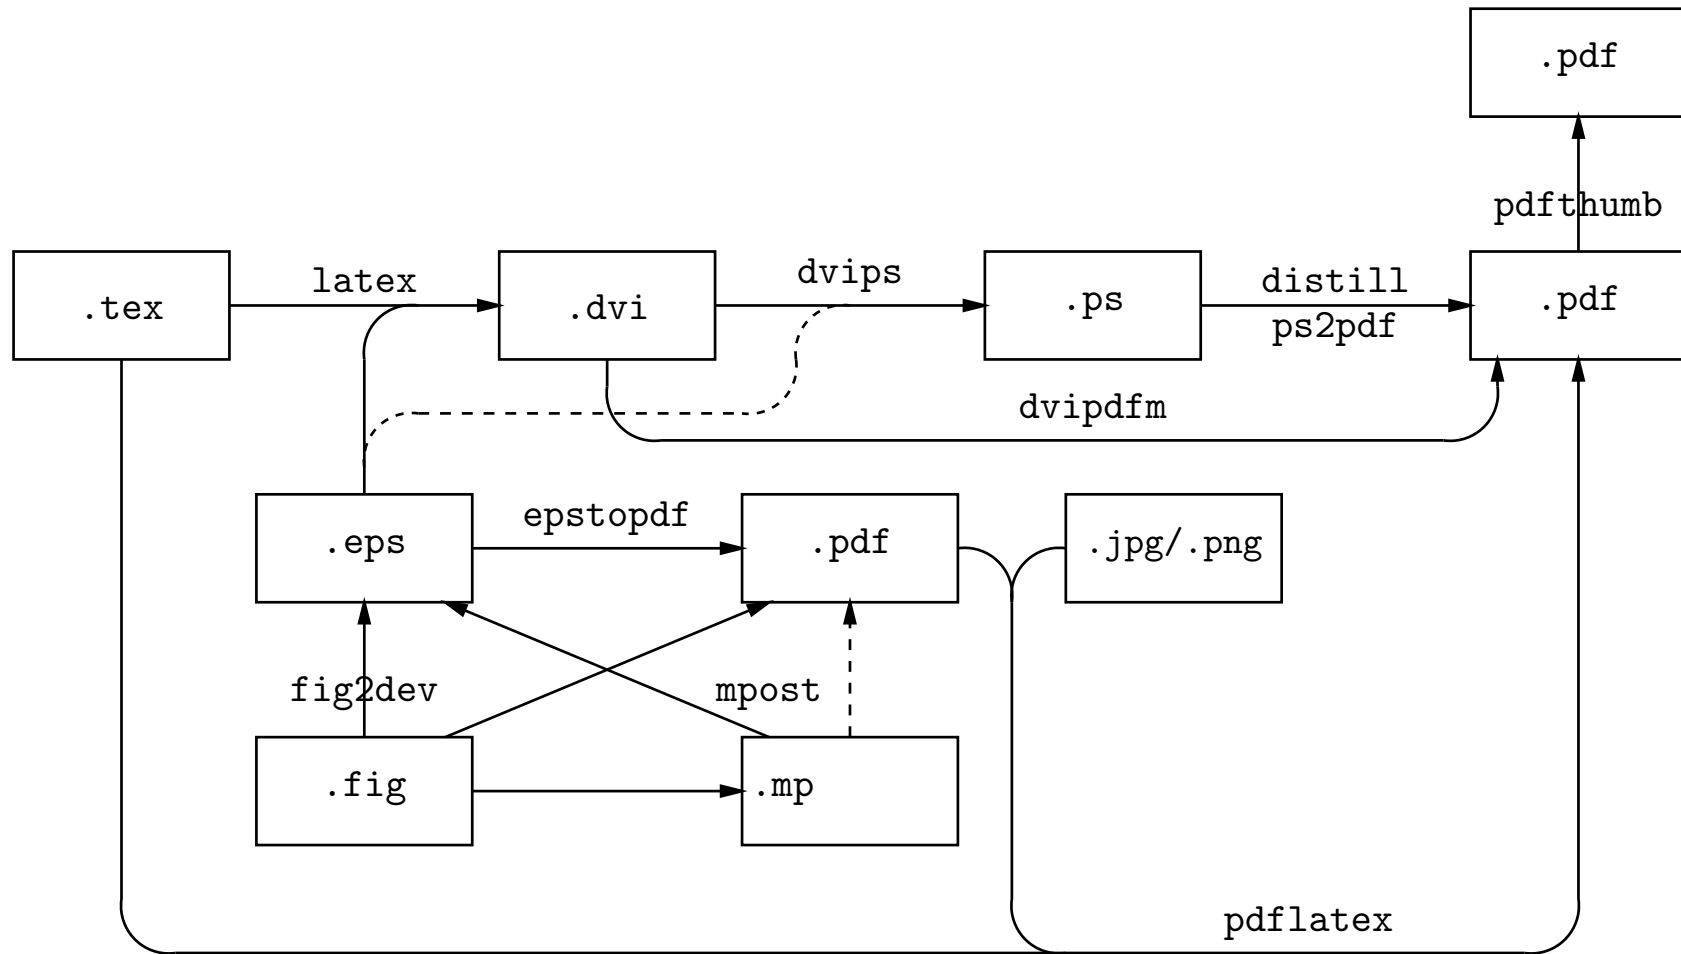 .pdf
pdfthumb
latex
dvips
distill
.tex
.dvi
.ps
.pdf
ps2pdf
dvipdfm
epstopdf
.eps
.pdf
.jpg/.png
fig2dev
mpost
.fig
.mp
pdflatex